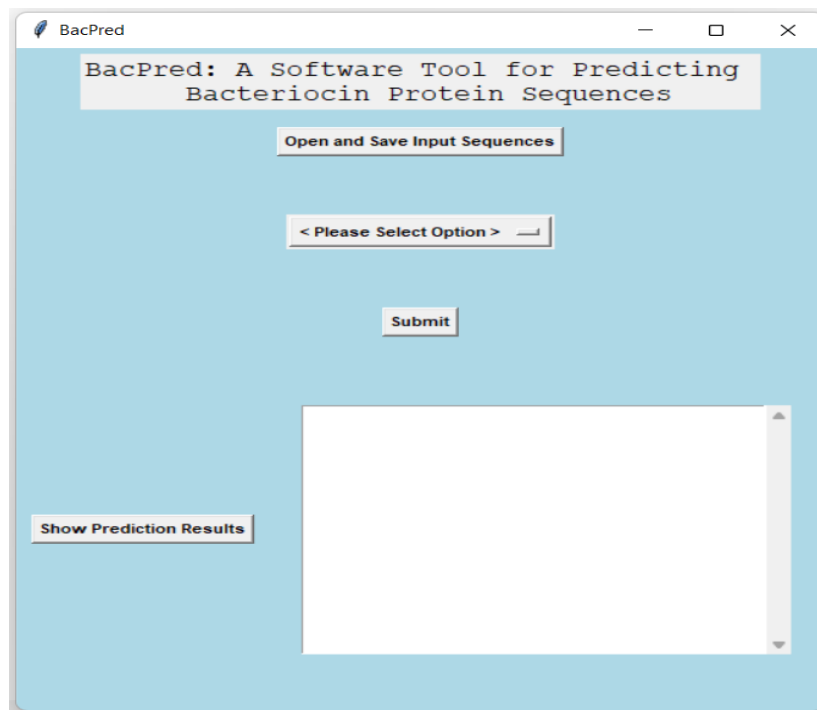 BacPred
BacPred: A Software Tool for Predicting
Bacteriocin Protein Sequences
Open and Save Input Sequences
< Please Select Option >
Submit
Show Prediction Results